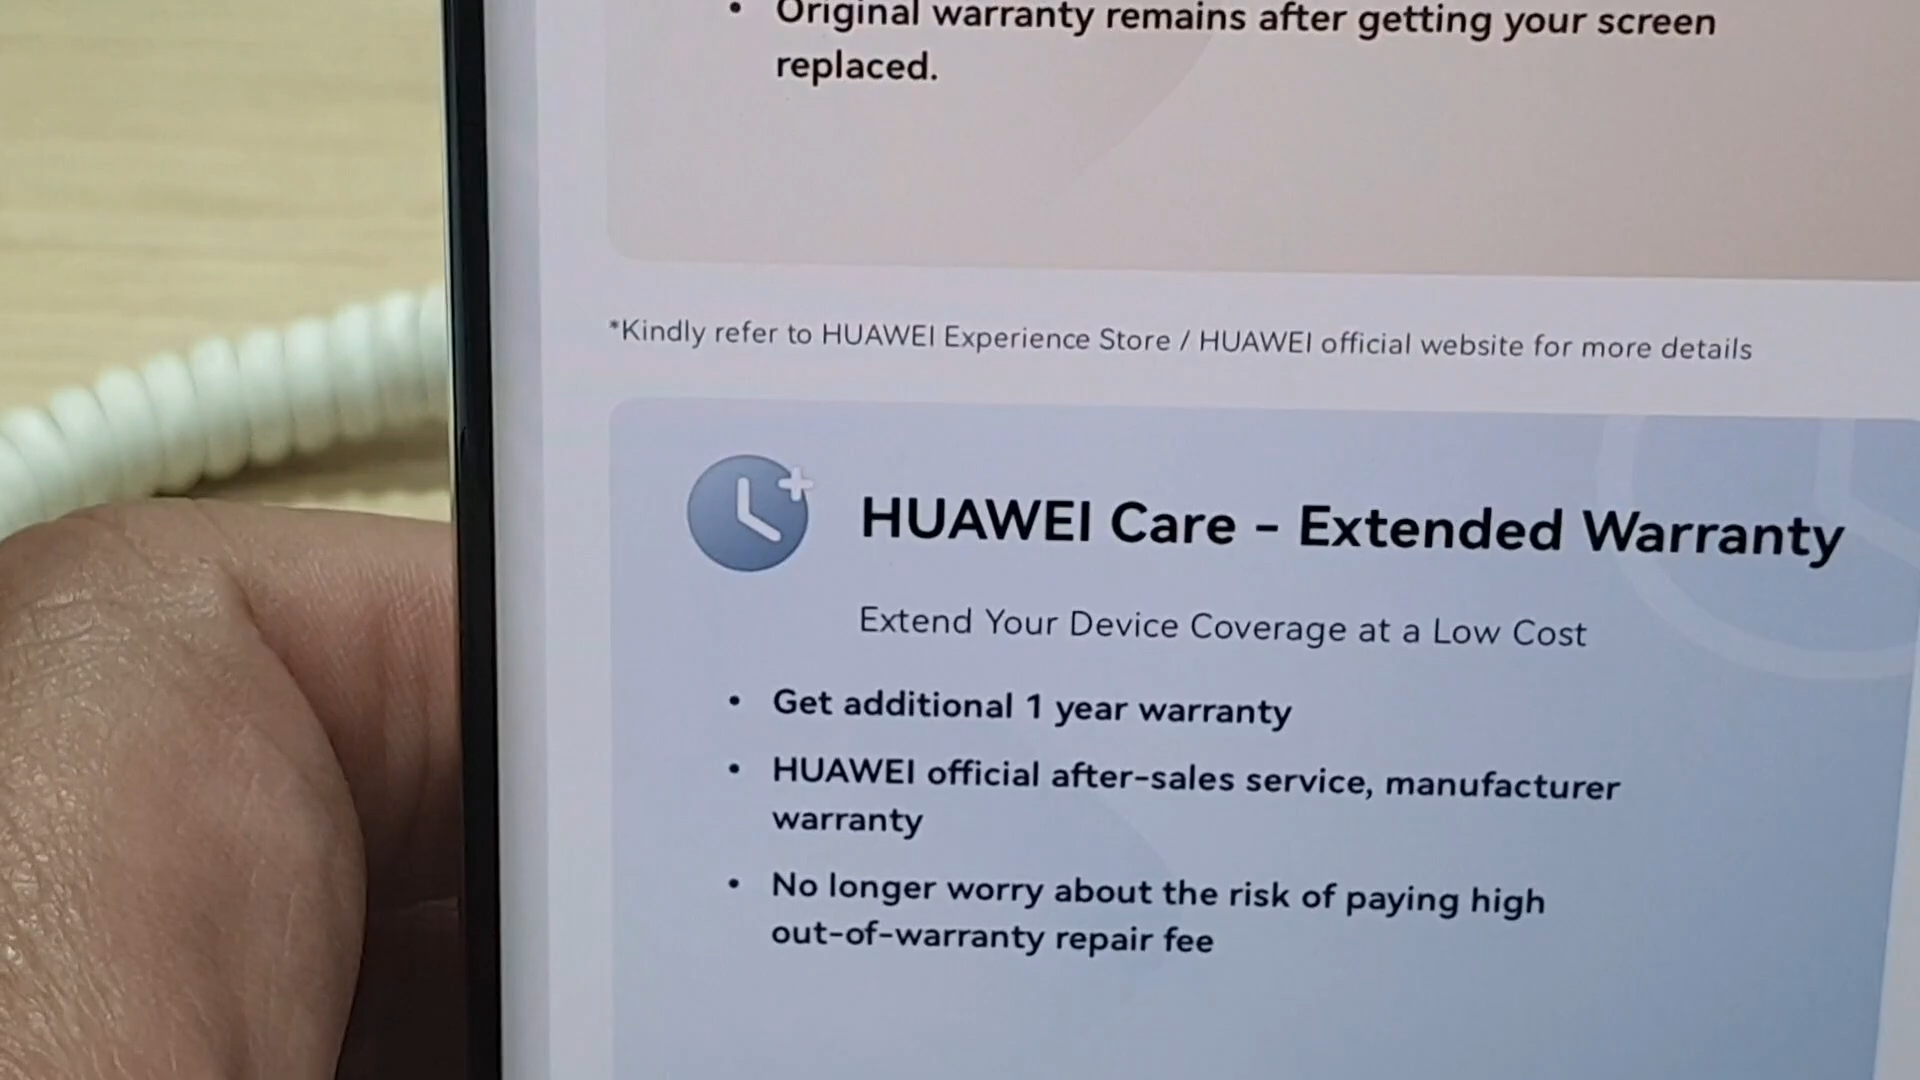 • Original warranty remains after getting your screen
replaced.
*Kindly refer to HUAWEI Experience Store / HUAWEI official website for more details
HUAWEI Care - Extended Warranty
Extend Your Device Coverage at a Low Cost
• Get additional 1 year warranty
• HUAWEI official after-sales service, manufacturer
warranty
• No longer worry about the risk of paying high
out-of-warranty repair fee